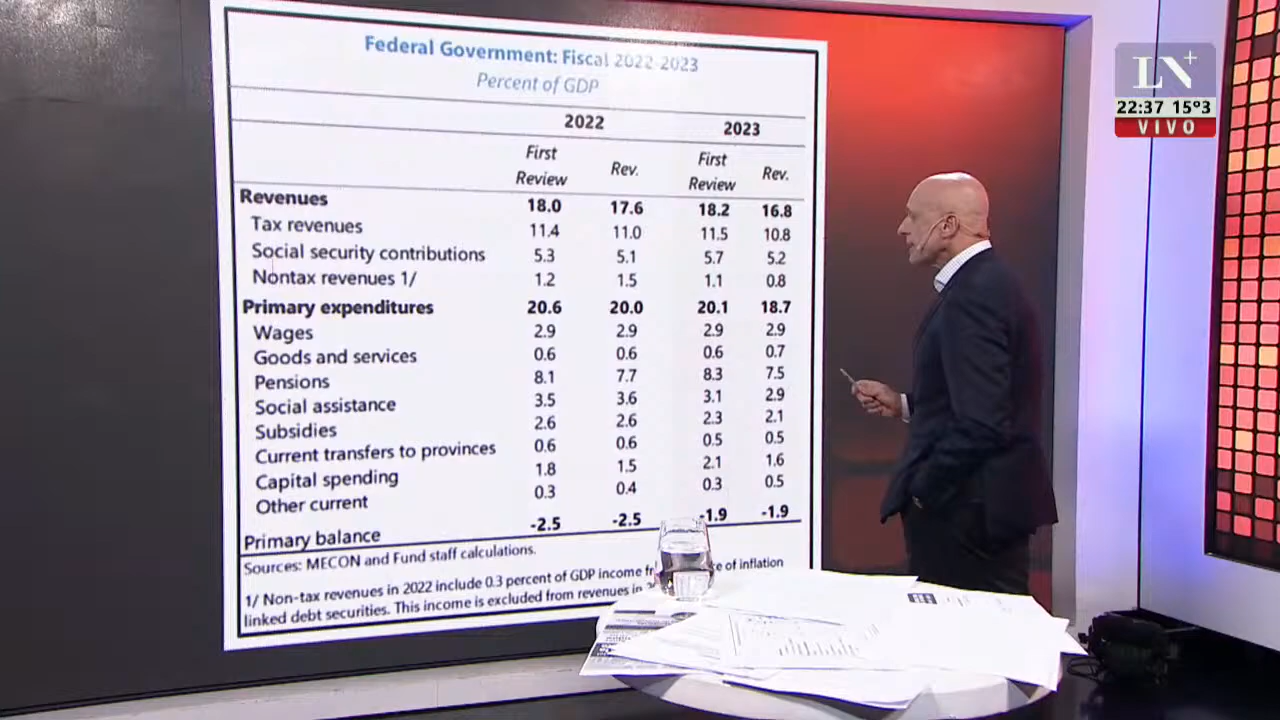 Federal Government: Fiscal 2022-2023
Percent of GDP
2022 2023
First Review Rev. First Review Rev.
Revenues 18.0 17.6 18.2 16.8
Tax revenues 11.4 11.0 11.5 10.8
Social security contributions 5.3 5.1 5.7 5.2
Nontax revenues 1/ 1.2 1.5 1.1 0.8
Primary expenditures 20.6 20.0 20.1 18.7
Wages 2.9 2.9 2.9 2.9
Goods and services 0.6 0.6 0.6 0.7
Pensions 8.1 7.7 8.3 7.5
Social assistance 3.5 3.6 3.1 2.9
Subsidies 2.6 2.6 2.3 2.1
Current transfers to provinces 0.6 0.6 0.5 0.5
Capital spending 1.8 1.5 2.1 1.6
Other current 0.3 0.4 0.3 0.5
Primary balance -2.5 -2.5 -1.9 -1.9
Sources: MECON and Fund staff calculations.
1/ Non-tax revenues in 2022 include 0.3 percent of GDP income of inflation
linked debt securities. This income is excluded from revenues in
LN+
22:37 15°3
VIVO